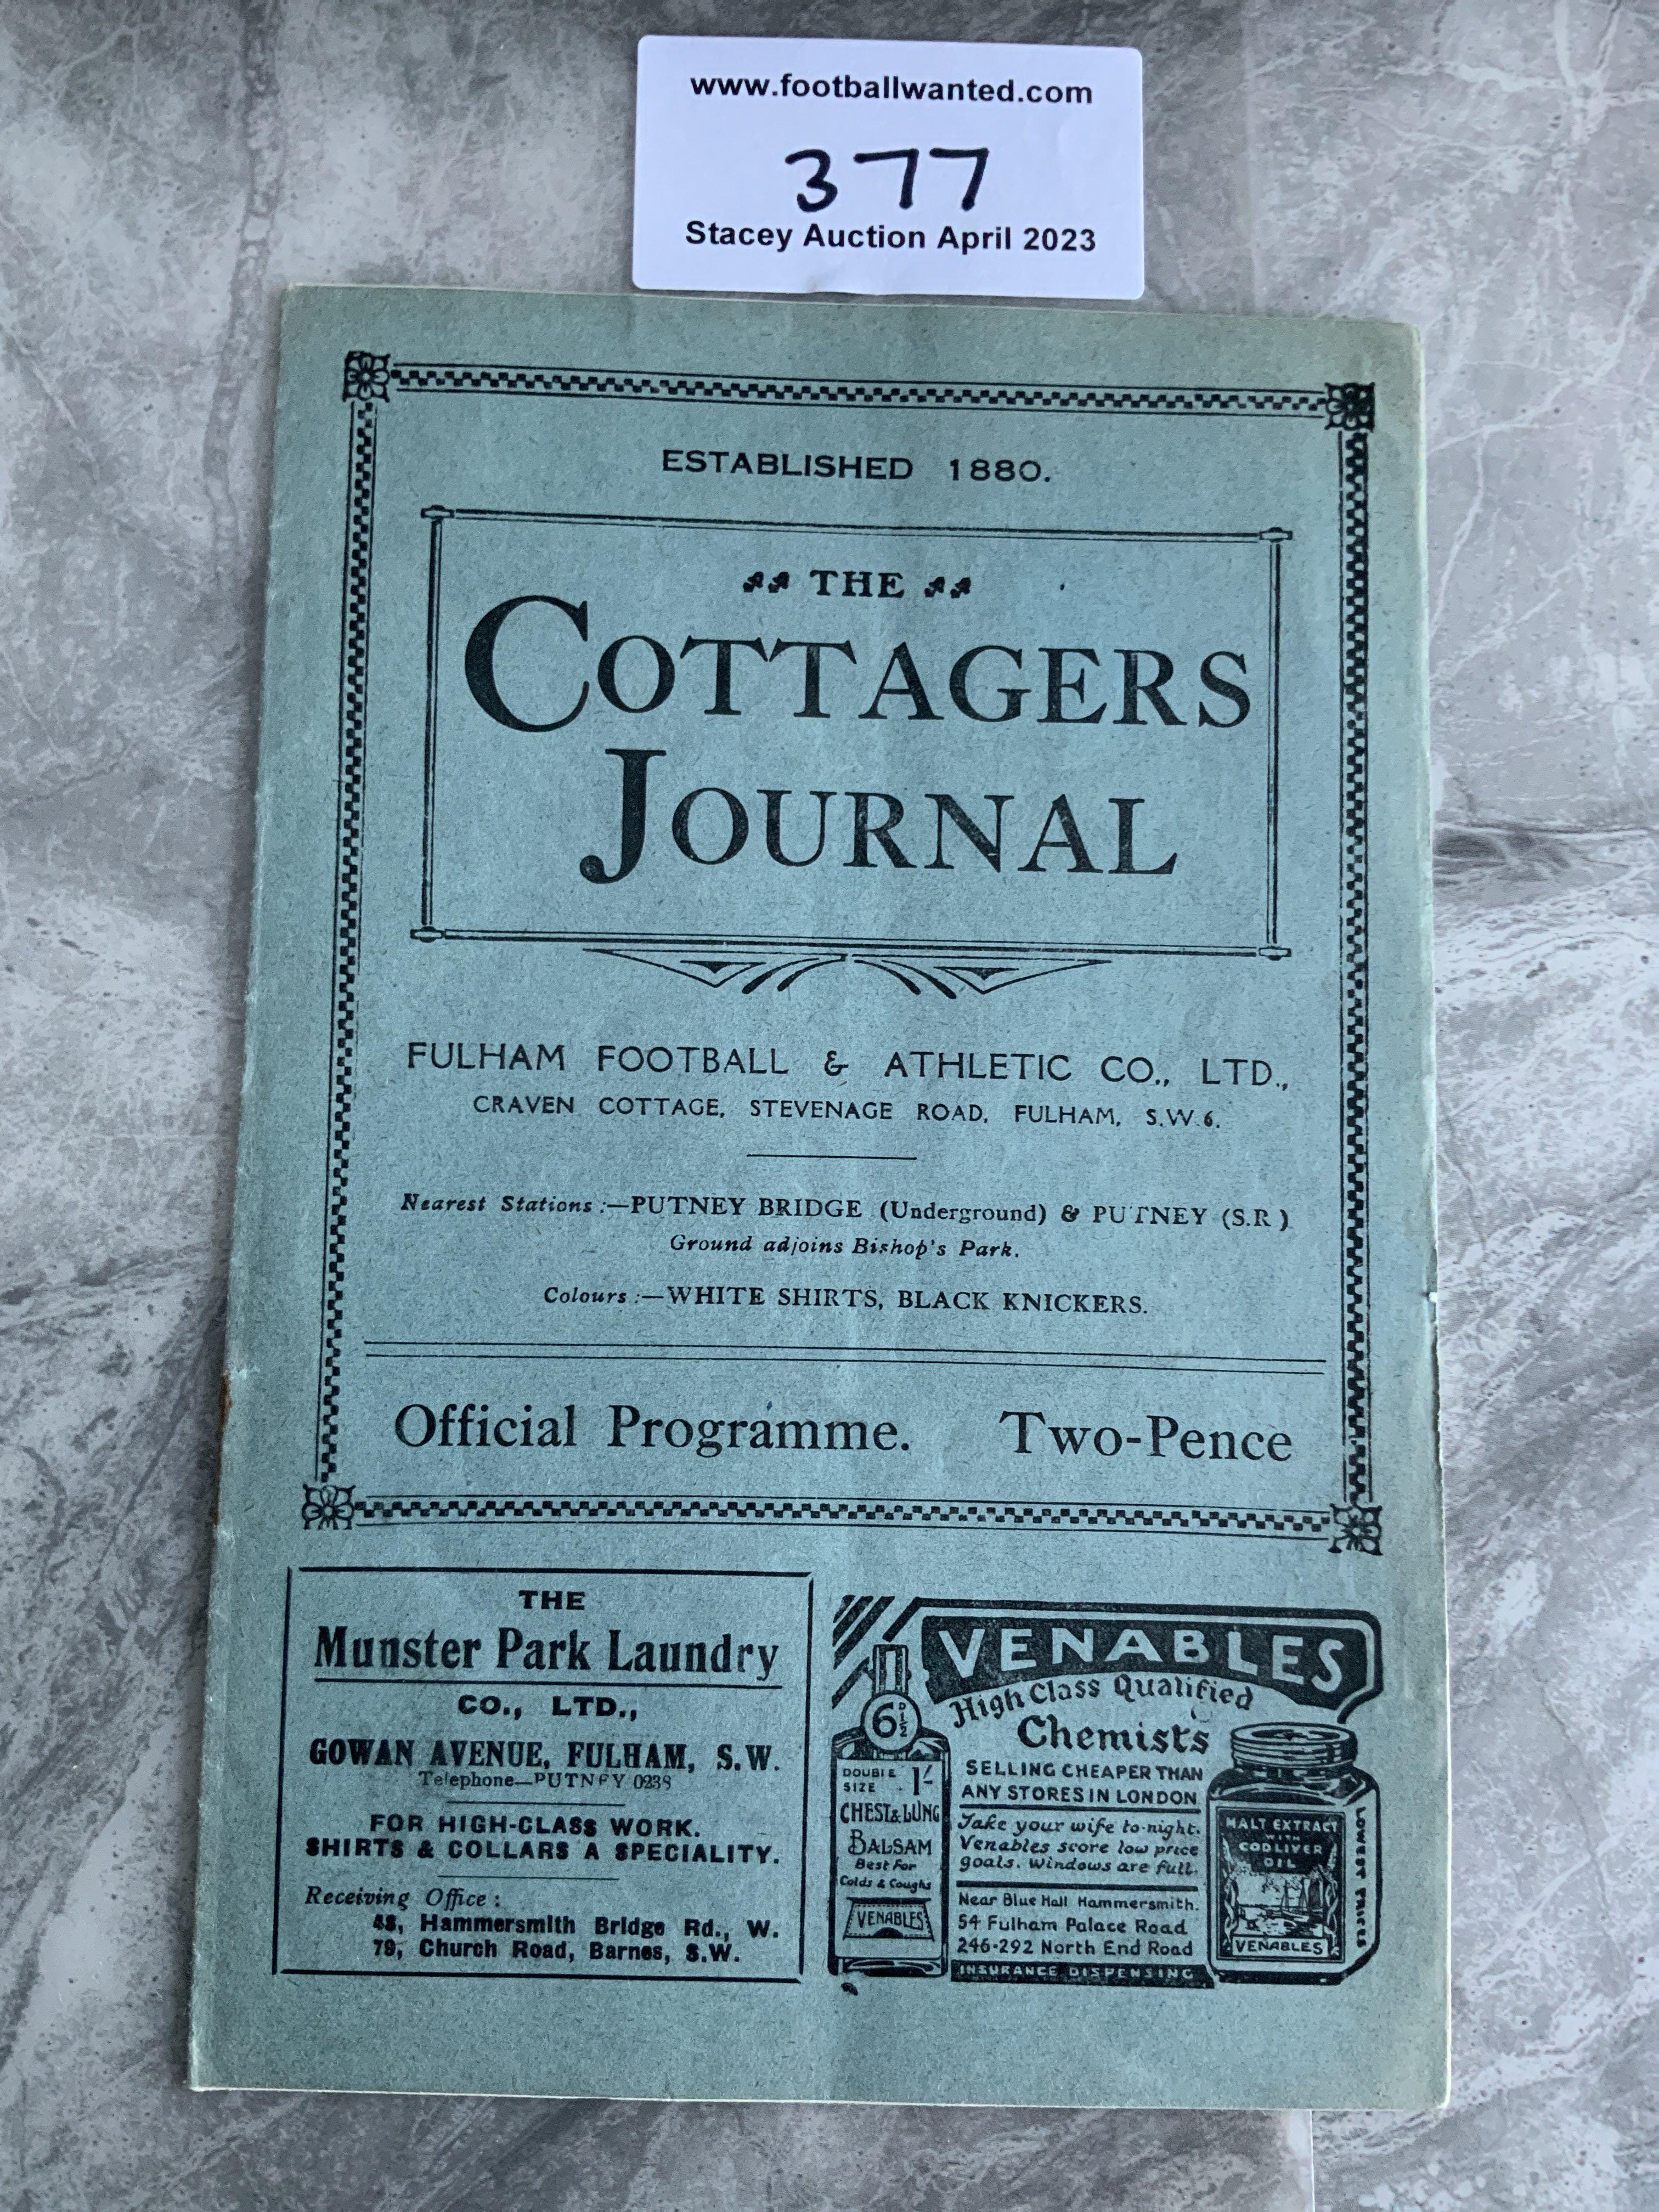 www.footballwanted.com
377
Stacey Auction April 2023
ESTABLISHED 1880.
THE
COTTAGERS
JOURNAL
FULHAM FOOTBALL & ATHLETIC CO., LTD.,
CRAVEN COTTAGE, STEVENAGE ROAD, FULHAM, S.W.6.
Nearest Stations :—PUTNEY BRIDGE (Underground) & PUTNEY (S.R.)
Ground adjoins Bishop's Park.
Colours :—WHITE SHIRTS, BLACK KNICKERS.
Official Programme. Two-Pence
THE
Munster Park Laundry
CO., LTD.,
GOWAN AVENUE, FULHAM, S.W.
Telephone—PUTNEY 0238
FOR HIGH-CLASS WORK.
SHIRTS & COLLARS A SPECIALITY.
Receiving Office :
48, Hammersmith Bridge Rd., W.
79, Church Road, Barnes, S.W.
VENABLES
High Class Qualified
Chemists
SELLING CHEAPER THAN
ANY STORES IN LONDON
Take your wife to-night.
Venables score low price
goals. Windows are full.
Near Blue Hall Hammersmith.
54 Fulham Palace Road
246-292 North End Road
INSURANCE DISPENSING
6 D 1/2
DOUBLE
SIZE 1/-
CHEST & LUNG
BALSAM
Best For
Colds & Coughs
VENABLES
MALT EXTRACT
WITH
COD LIVER
OIL
VENABLES
LOWEST PRICES